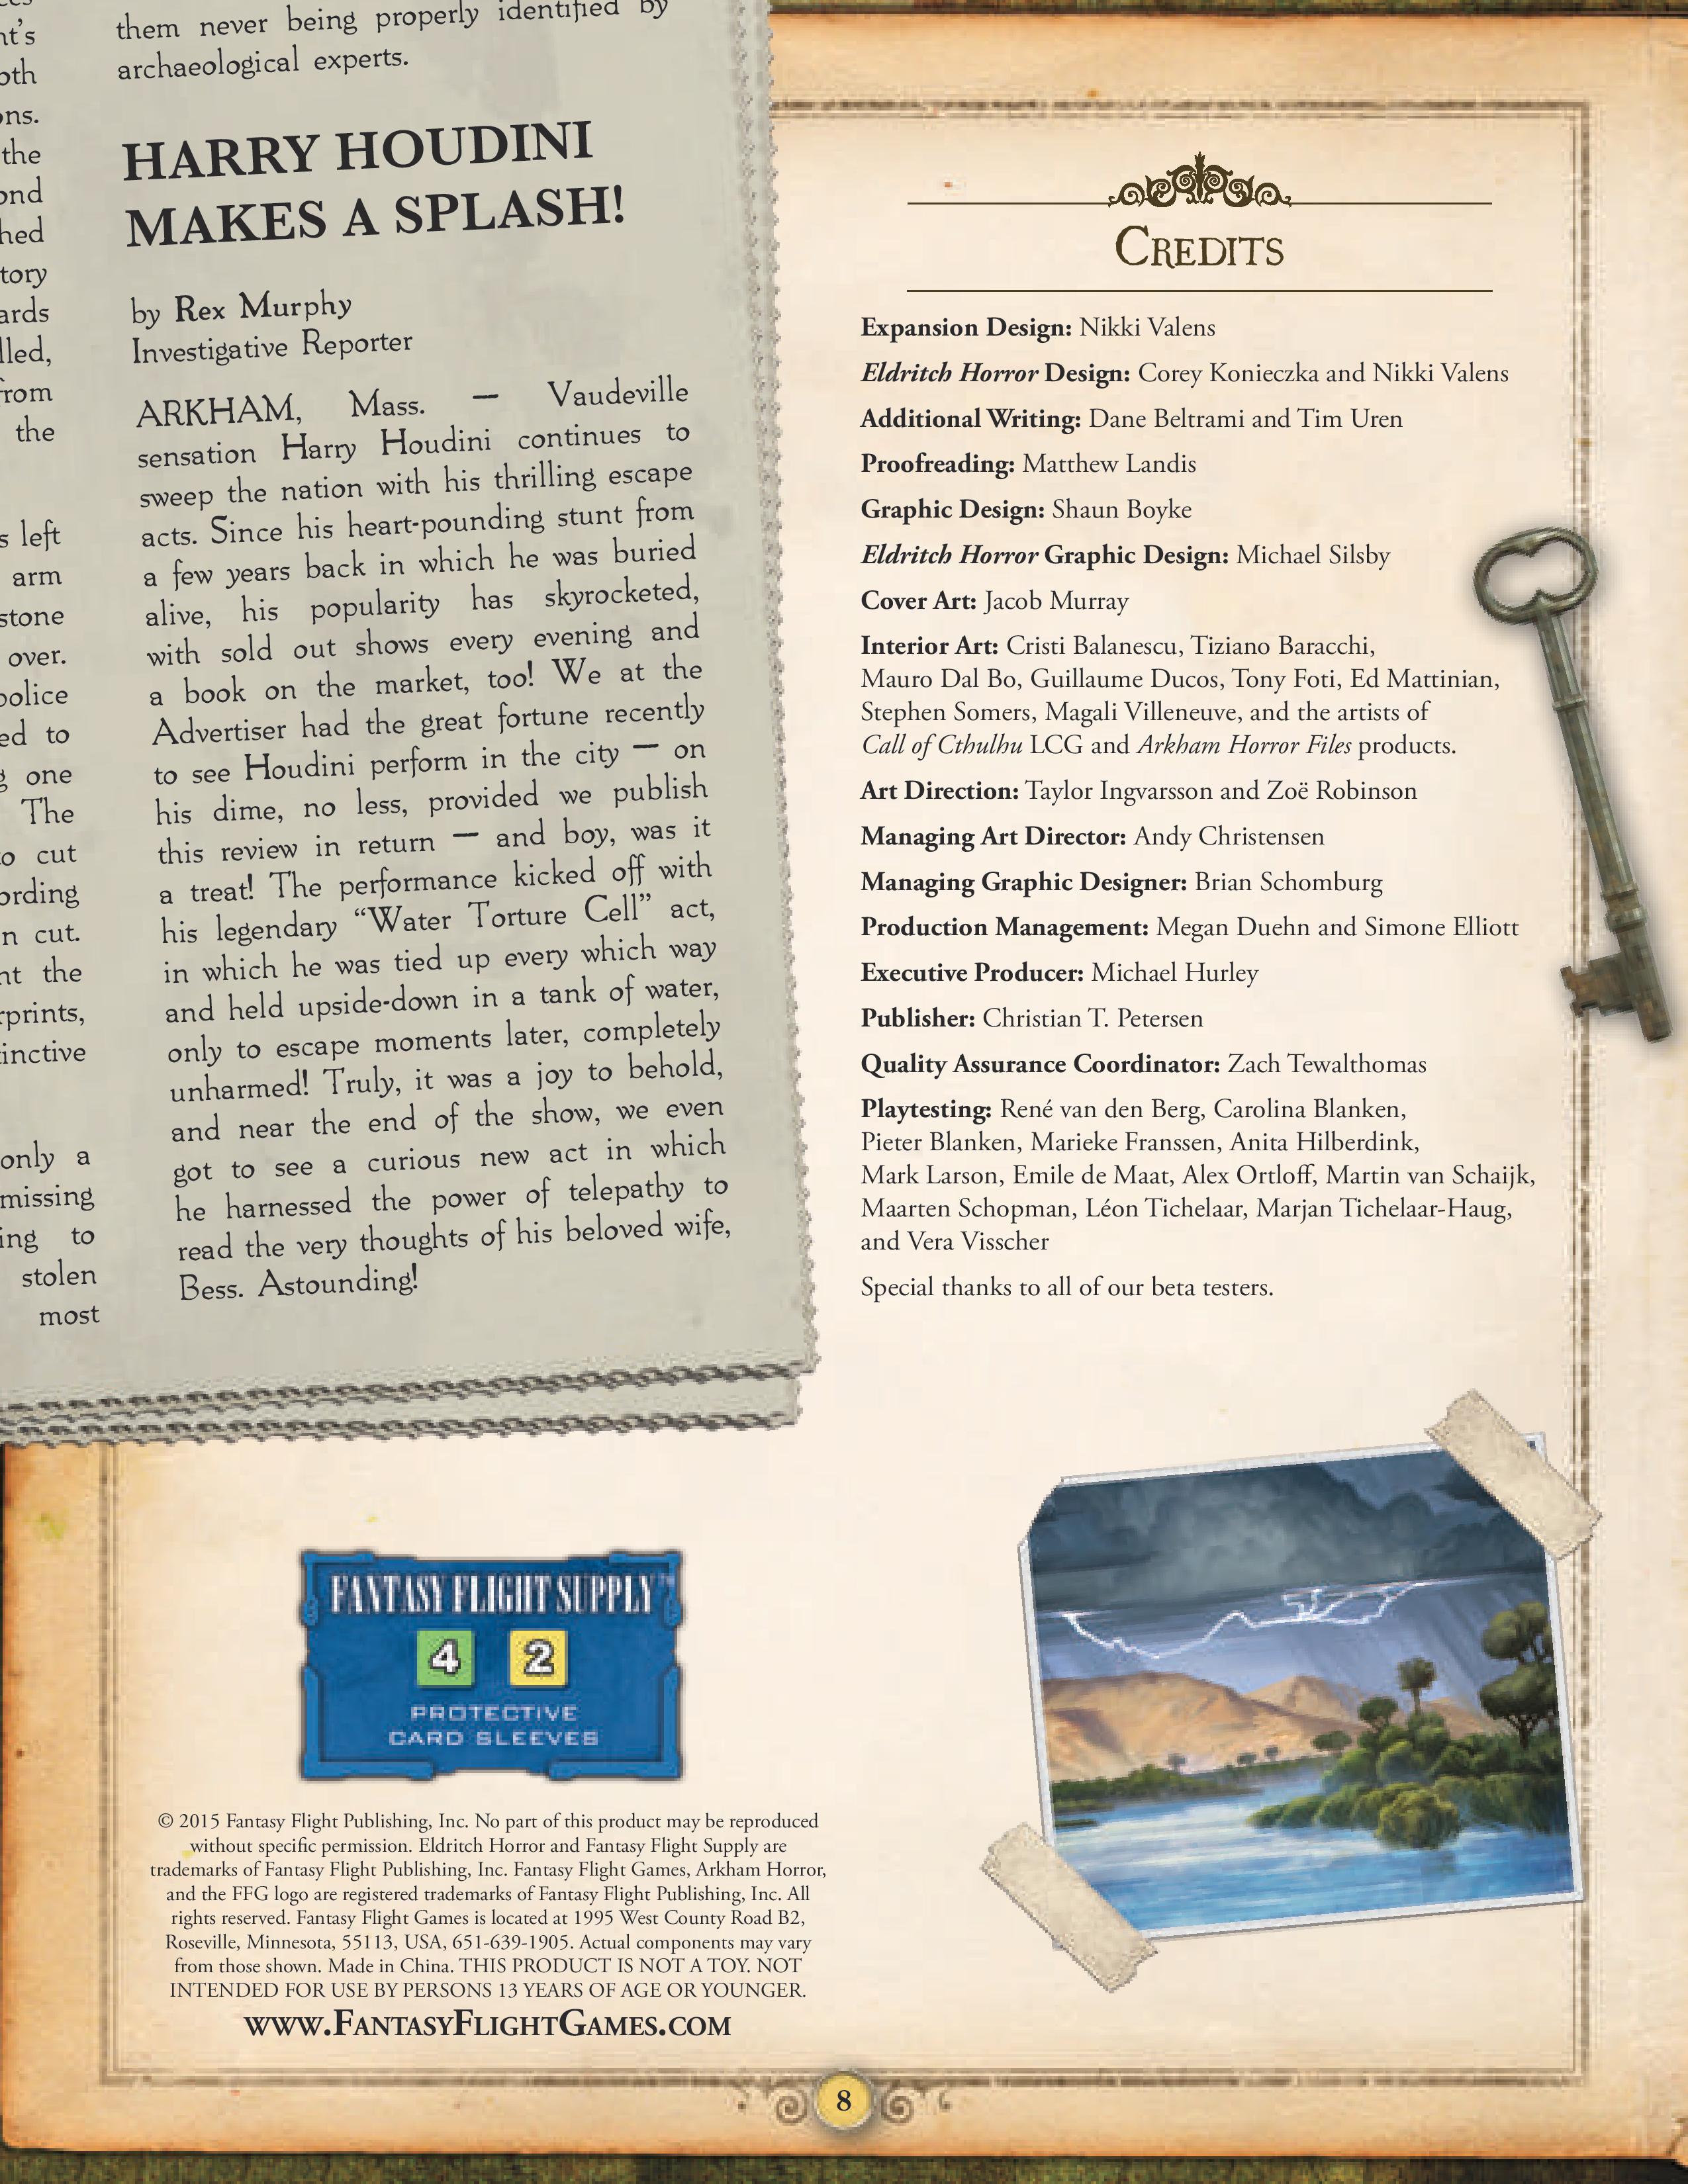 nt's
oth
ons.
the
ond
hed
tory
ards
lled,
from
the
s left
arm
stone
over.
police
ed to
g one
The
to cut
ording
n cut.
nt the
rprints,
tinctive
only a
missing
ing to
stolen
most
them never being properly identified by
archaeological experts.
HARRY HOUDINI
MAKES A SPLASH!
by Rex Murphy
Investigative Reporter
ARKHAM, Mass. — Vaudeville
sensation Harry Houdini continues to
sweep the nation with his thrilling escape
acts. Since his heart-pounding stunt from
a few years back in which he was buried
alive, his popularity has skyrocketed,
with sold out shows every evening and
a book on the market, too! We at the
Advertiser had the great fortune recently
to see Houdini perform in the city — on
his dime, no less, provided we publish
this review in return — and boy, was it
a treat! The performance kicked off with
his legendary “Water Torture Cell” act,
in which he was tied up every which way
and held upside-down in a tank of water,
only to escape moments later, completely
unharmed! Truly, it was a joy to behold,
and near the end of the show, we even
got to see a curious new act in which
he harnessed the power of telepathy to
read the very thoughts of his beloved wife,
Bess. Astounding!
CREDITS
Expansion Design: Nikki Valens
Eldritch Horror Design: Corey Konieczka and Nikki Valens
Additional Writing: Dane Beltrami and Tim Uren
Proofreading: Matthew Landis
Graphic Design: Shaun Boyke
Eldritch Horror Graphic Design: Michael Silsby
Cover Art: Jacob Murray
Interior Art: Cristi Balanescu, Tiziano Baracchi,
Mauro Dal Bo, Guillaume Ducos, Tony Foti, Ed Mattinian,
Stephen Somers, Magali Villeneuve, and the artists of
Call of Cthulhu LCG and Arkham Horror Files products.
Art Direction: Taylor Ingvarsson and Zoë Robinson
Managing Art Director: Andy Christensen
Managing Graphic Designer: Brian Schomburg
Production Management: Megan Duehn and Simone Elliott
Executive Producer: Michael Hurley
Publisher: Christian T. Petersen
Quality Assurance Coordinator: Zach Tewalthomas
Playtesting: René van den Berg, Carolina Blanken,
Pieter Blanken, Marieke Franssen, Anita Hilberdink,
Mark Larson, Emile de Maat, Alex Ortloff, Martin van Schaijk,
Maarten Schopman, Léon Tichelaar, Marjan Tichelaar-Haug,
and Vera Visscher
Special thanks to all of our beta testers.
FANTASY FLIGHT SUPPLY™
4 2
PROTECTIVE
CARD SLEEVES
© 2015 Fantasy Flight Publishing, Inc. No part of this product may be reproduced
without specific permission. Eldritch Horror and Fantasy Flight Supply are
trademarks of Fantasy Flight Publishing, Inc. Fantasy Flight Games, Arkham Horror,
and the FFG logo are registered trademarks of Fantasy Flight Publishing, Inc. All
rights reserved. Fantasy Flight Games is located at 1995 West County Road B2,
Roseville, Minnesota, 55113, USA, 651-639-1905. Actual components may vary
from those shown. Made in China. THIS PRODUCT IS NOT A TOY. NOT
INTENDED FOR USE BY PERSONS 13 YEARS OF AGE OR YOUNGER.
WWW.FANTASYFLIGHTGAMES.COM
8